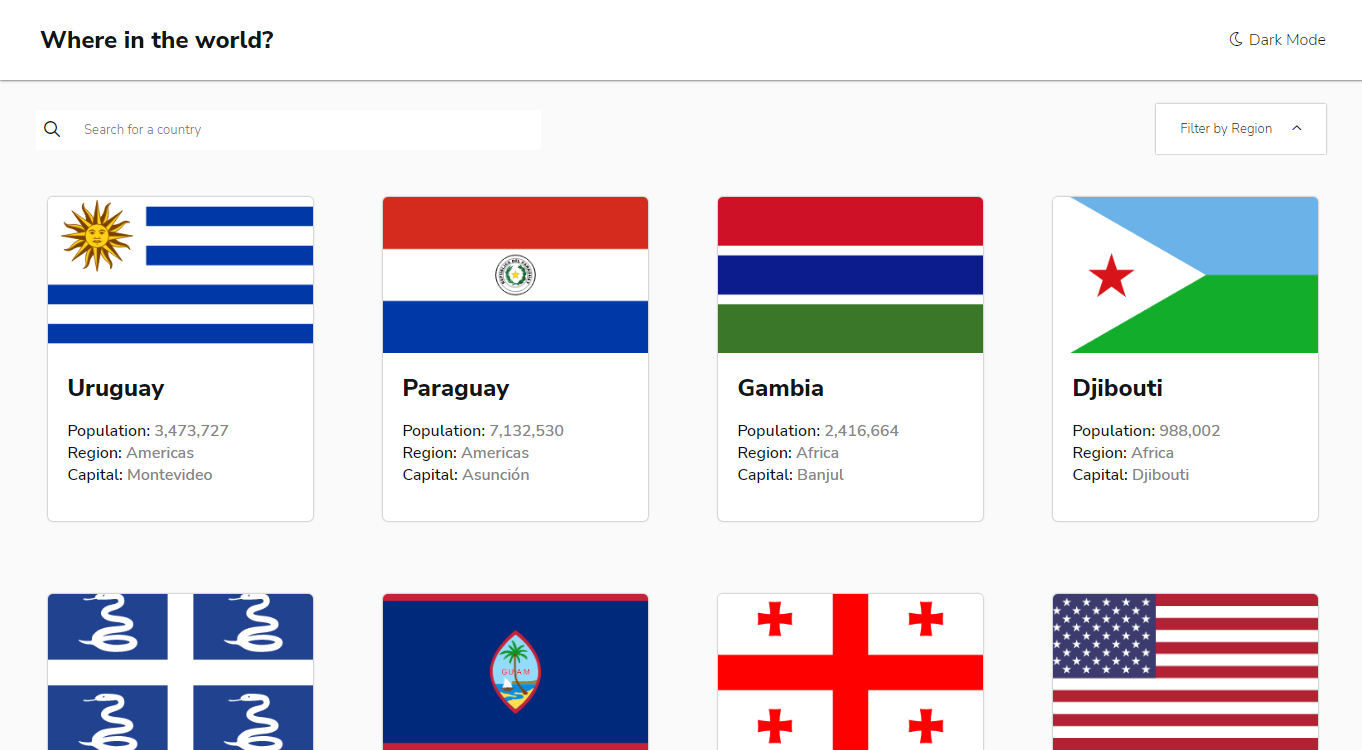 Where in the world?
Dark Mode
Search for a country
Filter by Region
Uruguay
Population: 3,473,727
Region: Americas
Capital: Montevideo
Paraguay
Population: 7,132,530
Region: Americas
Capital: Asunción
Gambia
Population: 2,416,664
Region: Africa
Capital: Banjul
Djibouti
Population: 988,002
Region: Africa
Capital: Djibouti
GUAM